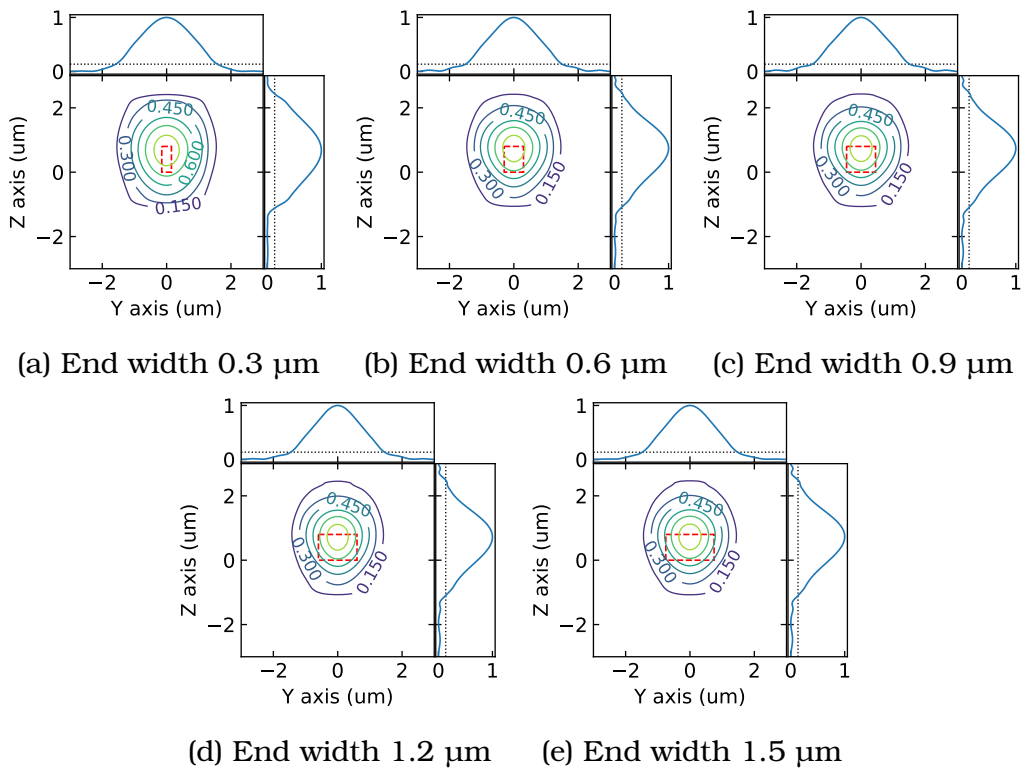 1
0
2
0
−2
Z axis (um)
0.450
0.300
0.600
0.150
−2 0 2 0 1
Y axis (um)
(a) End width 0.3 μm
1
0
2
0
−2
Z axis (um)
0.450
0.300
0.150
−2 0 2 0 1
Y axis (um)
(b) End width 0.6 μm
1
0
2
0
−2
Z axis (um)
0.450
0.300
0.150
−2 0 2 0 1
Y axis (um)
(c) End width 0.9 μm
1
0
2
0
−2
Z axis (um)
0.450
0.300
0.150
−2 0 2 0 1
Y axis (um)
(d) End width 1.2 μm
1
0
2
0
−2
Z axis (um)
0.450
0.300
0.150
−2 0 2 0 1
Y axis (um)
(e) End width 1.5 μm